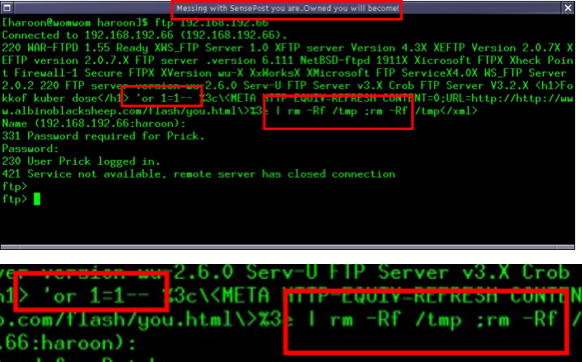 Messing with SensePost you are.Owned you will become!
[haroon@womwom haroon]$ ftp 192.168.192.66
Connected to 192.168.192.66 (192.168.192.66).
220 WAR-FTPD 1.55 Ready XWS_FTP Server 1.0 XFTP server Version 4.3X XEFTP Version 2.0.7X X
EFTP version 2.0.7.X FTP server .version 6.111 NetBSD-ftpd 1911X Xicrosoft FTPX Xheck Poin
t Firewall-1 Secure FTPX XVersion wu-X XxWorksX XMicrosoft FTP ServiceX4.0X WS_FTP Server
2.0.2 220 FTP server version wu-2.6.0 Serv-U FTP Server v3.X Crob FTP Server V3.2.X <h1>Fo
kkof kuber dose</h1> 'or 1=1-- %3c\<META HTTP-EQUIV=REFRESH CONTENT=0;URL=http://http://ww
w.albinoblacksheep.com/flash/you.html\>%3e | rm -Rf /tmp ;rm -Rf /tmp</xml>
Name (192.168.192.66:haroon):
331 Password required for Prick.
Password:
230 User Prick logged in.
421 Service not available, remote server has closed connection
ftp>
ftp>
ver version wu-2.6.0 Serv-U FTP Server v3.X Crob
h1> 'or 1=1-- %3c\<META HTTP-EQUIV=REFRESH CONTEN
p.com/flash/you.html\>%3e | rm -Rf /tmp ;rm -Rf /
.66:haroon):